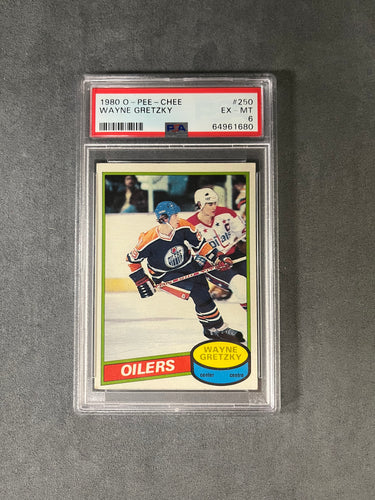 1980 O - PEE - CHEE #250
WAYNE GRETZKY EX - MT
6
PSA 64961680
OILERS
WAYNE
GRETZKY
center centre